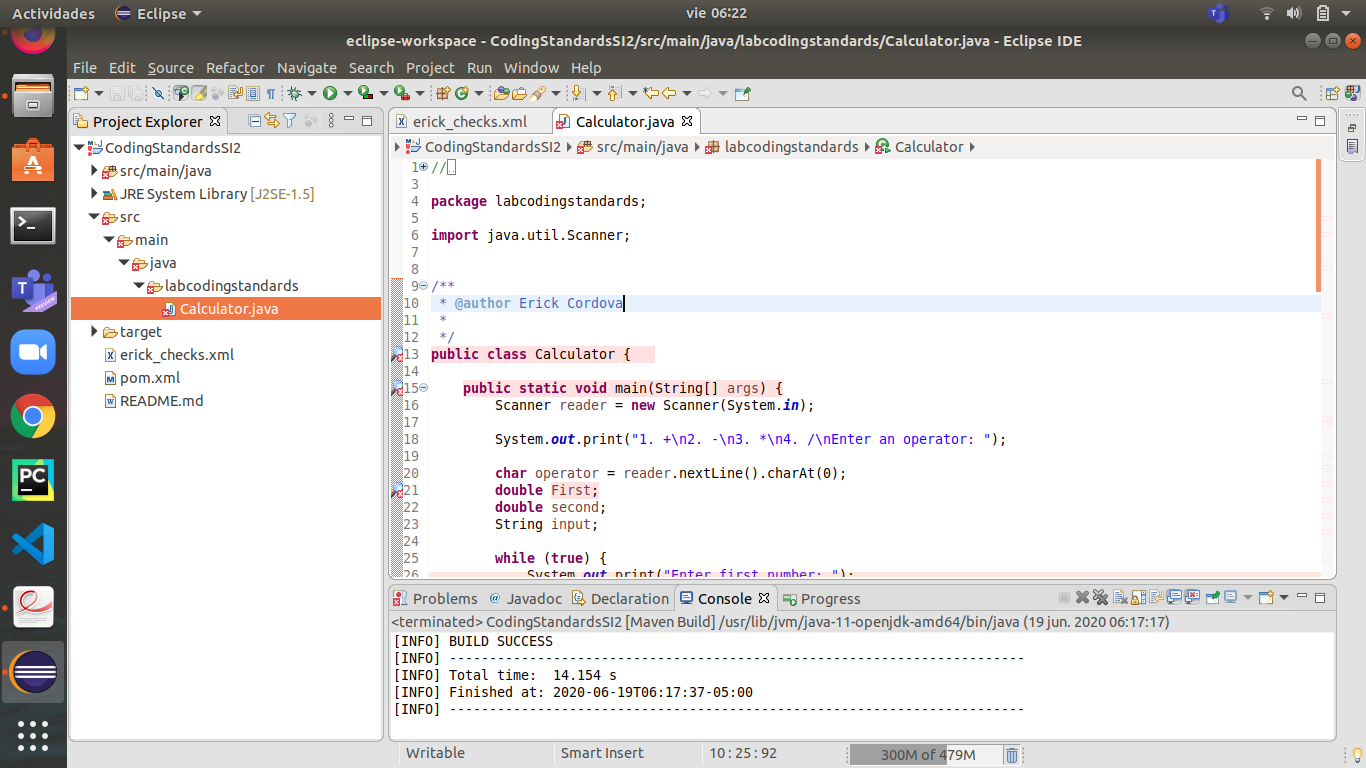 Actividades Eclipse vie 06:22
eclipse-workspace - CodingStandardsSI2/src/main/java/labcodingstandards/Calculator.java - Eclipse IDE
File Edit Source Refactor Navigate Search Project Run Window Help
Project Explorer
CodingStandardsSI2
src/main/java
JRE System Library [J2SE-1.5]
src
main
java
labcodingstandards
Calculator.java
target
erick_checks.xml
pom.xml
README.md
erick_checks.xml Calculator.java
CodingStandardsSI2 src/main/java labcodingstandards Calculator
1 //
3
4 package labcodingstandards;
5
6 import java.util.Scanner;
7
8
9 /**
10 * @author Erick Cordova
11 *
12 */
13 public class Calculator {
14
15 public static void main(String[] args) {
16 Scanner reader = new Scanner(System.in);
17
18 System.out.print("1. +\n2. -\n3. *\n4. /\nEnter an operator: ");
19
20 char operator = reader.nextLine().charAt(0);
21 double First;
22 double second;
23 String input;
24
25 while (true) {
26 System.out.print("Enter first number: ");
Problems Javadoc Declaration Console Progress
<terminated> CodingStandardsSI2 [Maven Build] /usr/lib/jvm/java-11-openjdk-amd64/bin/java (19 jun. 2020 06:17:17)
[INFO] BUILD SUCCESS
[INFO] ------------------------------------------------------------------------
[INFO] Total time:  14.154 s
[INFO] Finished at: 2020-06-19T06:17:37-05:00
[INFO] ------------------------------------------------------------------------
Writable Smart Insert 10 : 25 : 92 300M of 479M
PREVIEW
PC